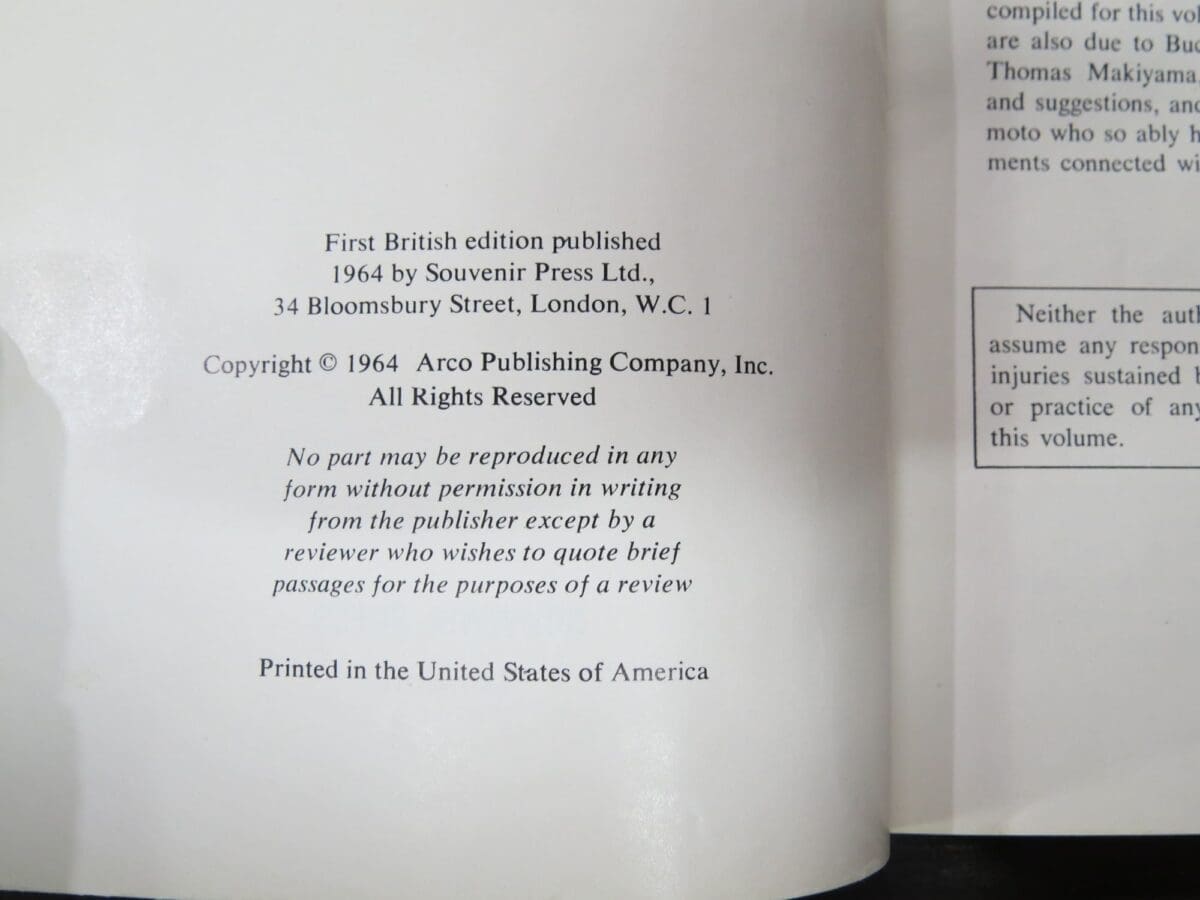 First British edition published
1964 by Souvenir Press Ltd.,
34 Bloomsbury Street, London, W.C. 1
Copyright © 1964 Arco Publishing Company, Inc.
All Rights Reserved
No part may be reproduced in any
form without permission in writing
from the publisher except by a
reviewer who wishes to quote brief
passages for the purposes of a review
Printed in the United States of America
compiled for this
are also due to
Thomas Makiyama,
and suggestions,
moto who so ably
ments connected
Neither the
assume any
injuries sustained
or practice of
this volume.